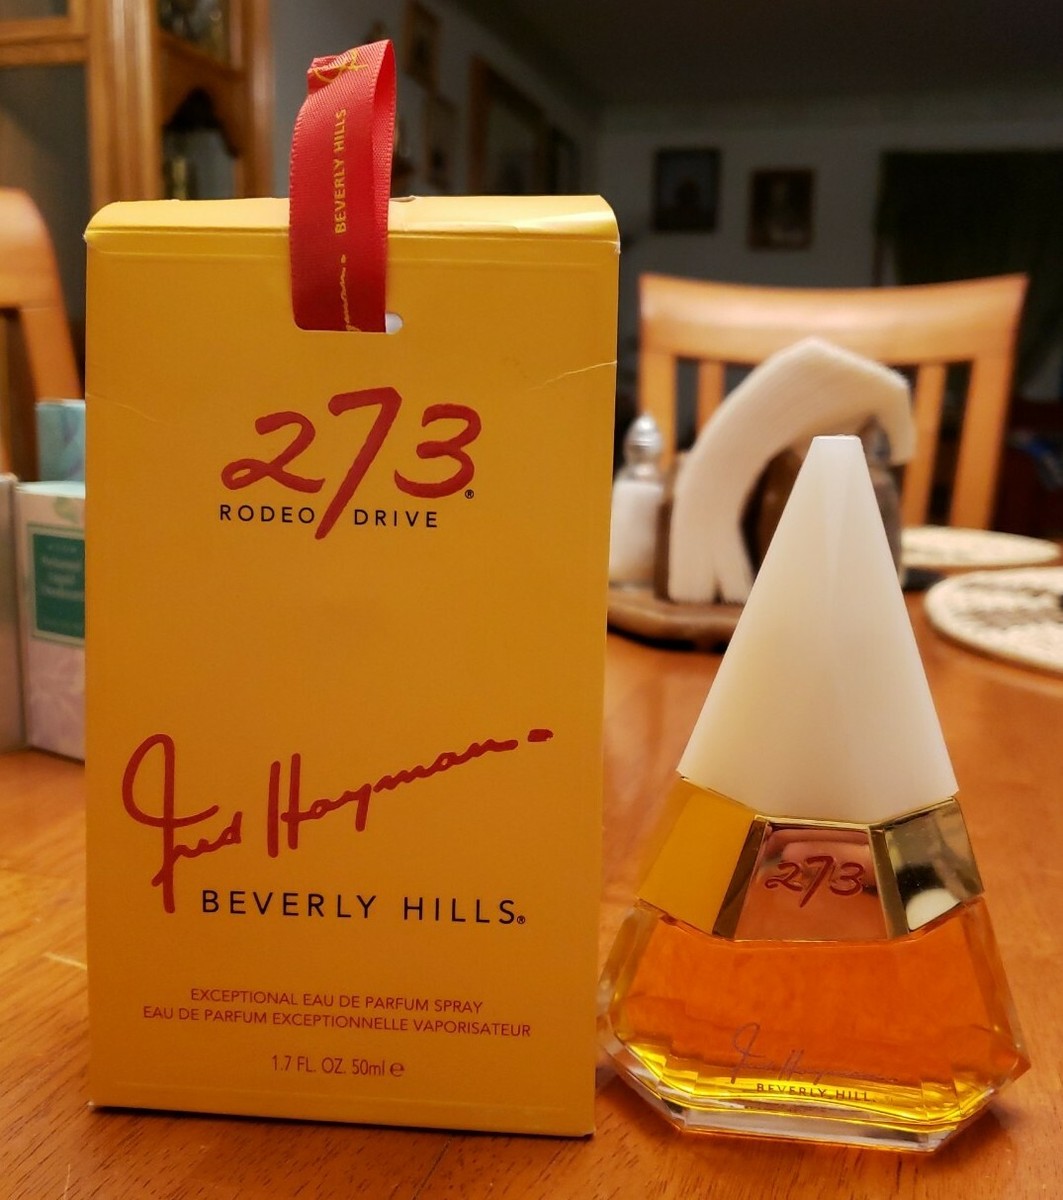 BEVERLY HILLS
273®
RODEO DRIVE
Fred Hayman
BEVERLY HILLS®
EXCEPTIONAL EAU DE PARFUM SPRAY
EAU DE PARFUM EXCEPTIONNELLE VAPORISATEUR
1.7 FL. OZ. 50ml ℮
273
Fred Hayman
BEVERLY HILL